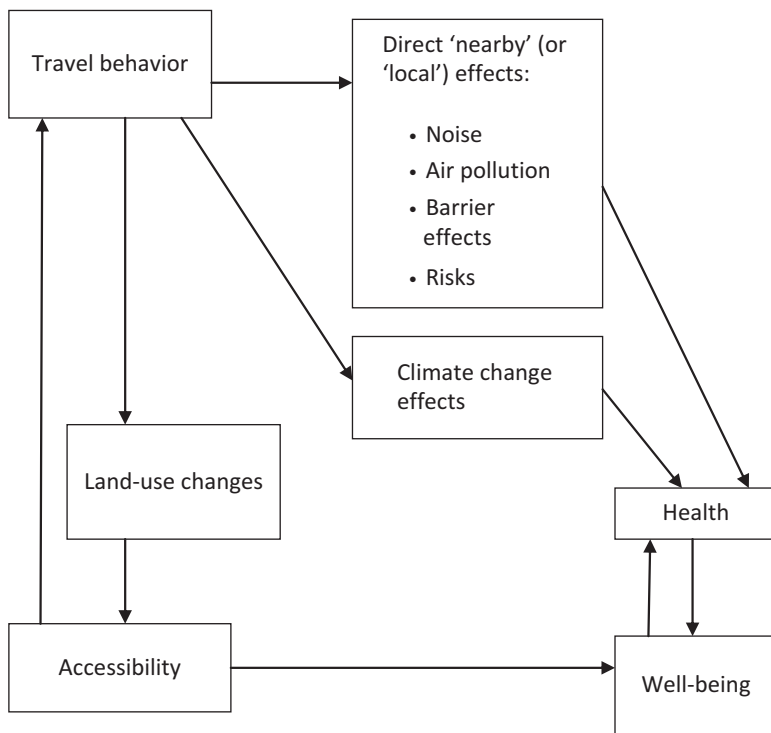 Travel behavior
Direct ‘nearby’ (or
‘local’) effects:
• Noise
• Air pollution
• Barrier
effects
• Risks
Climate change
effects
Land-use changes
Health
Accessibility
Well-being